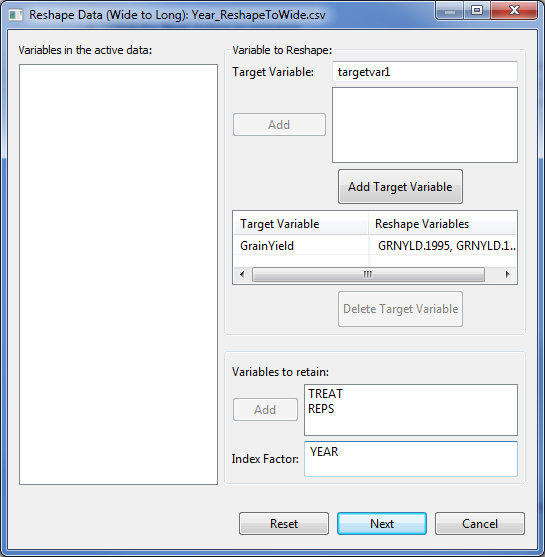 Reshape Data (Wide to Long): Year_ReshapeToWide.csv
Variables in the active data:
Variable to Reshape:
Target Variable: targetvar1
Add
Add Target Variable
Target Variable Reshape Variables
GrainYield GRNYLD.1995, GRNYLD.1...
Delete Target Variable
Variables to retain:
TREAT
Add
REPS
Index Factor: YEAR
Reset Next Cancel